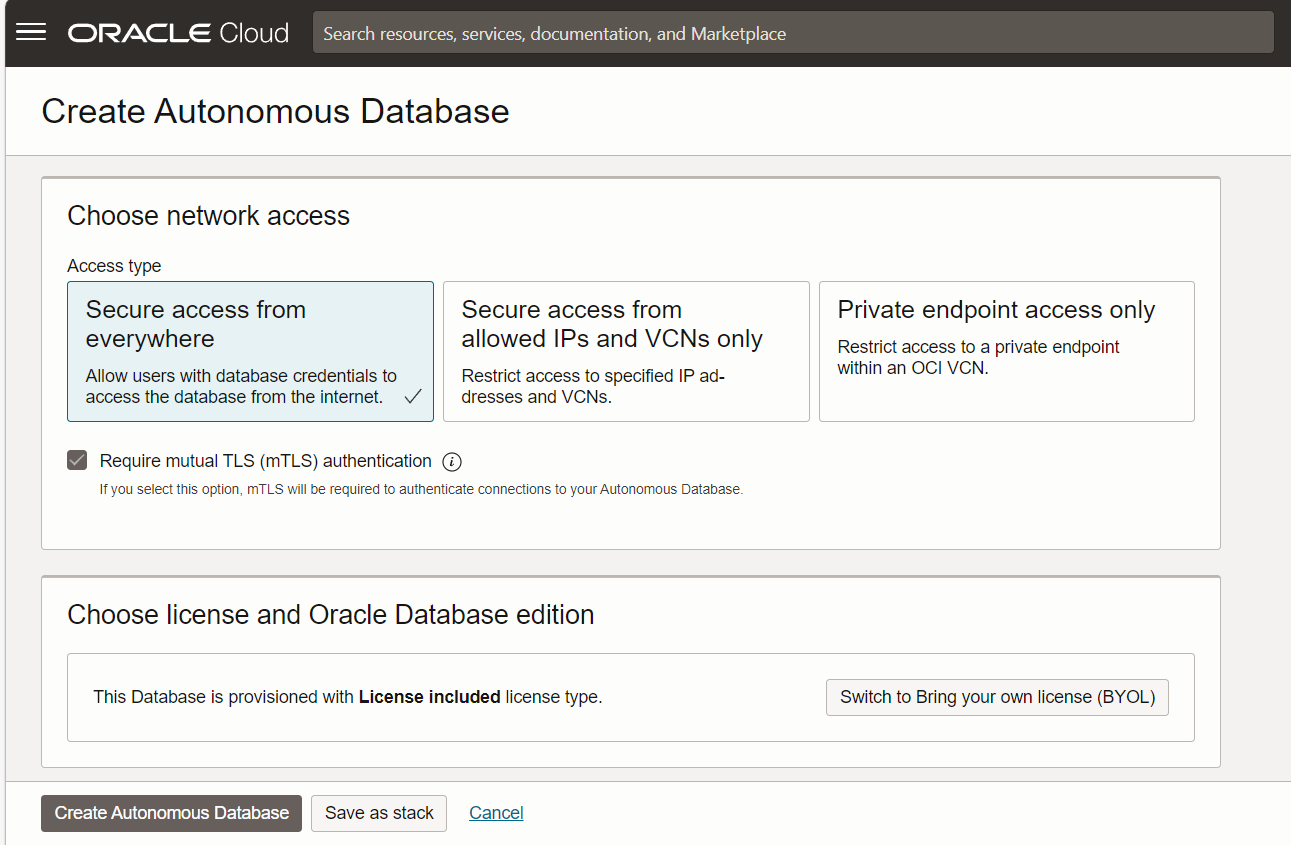 ORACLE Cloud
Search resources, services, documentation, and Marketplace
Create Autonomous Database
Choose network access
Access type
Secure access from
everywhere
Allow users with database credentials to
access the database from the internet.
Secure access from
allowed IPs and VCNs only
Restrict access to specified IP ad-
dresses and VCNs.
Private endpoint access only
Restrict access to a private endpoint
within an OCI VCN.
Require mutual TLS (mTLS) authentication
If you select this option, mTLS will be required to authenticate connections to your Autonomous Database.
Choose license and Oracle Database edition
This Database is provisioned with License included license type.
Switch to Bring your own license (BYOL)
Create Autonomous Database
Save as stack
Cancel